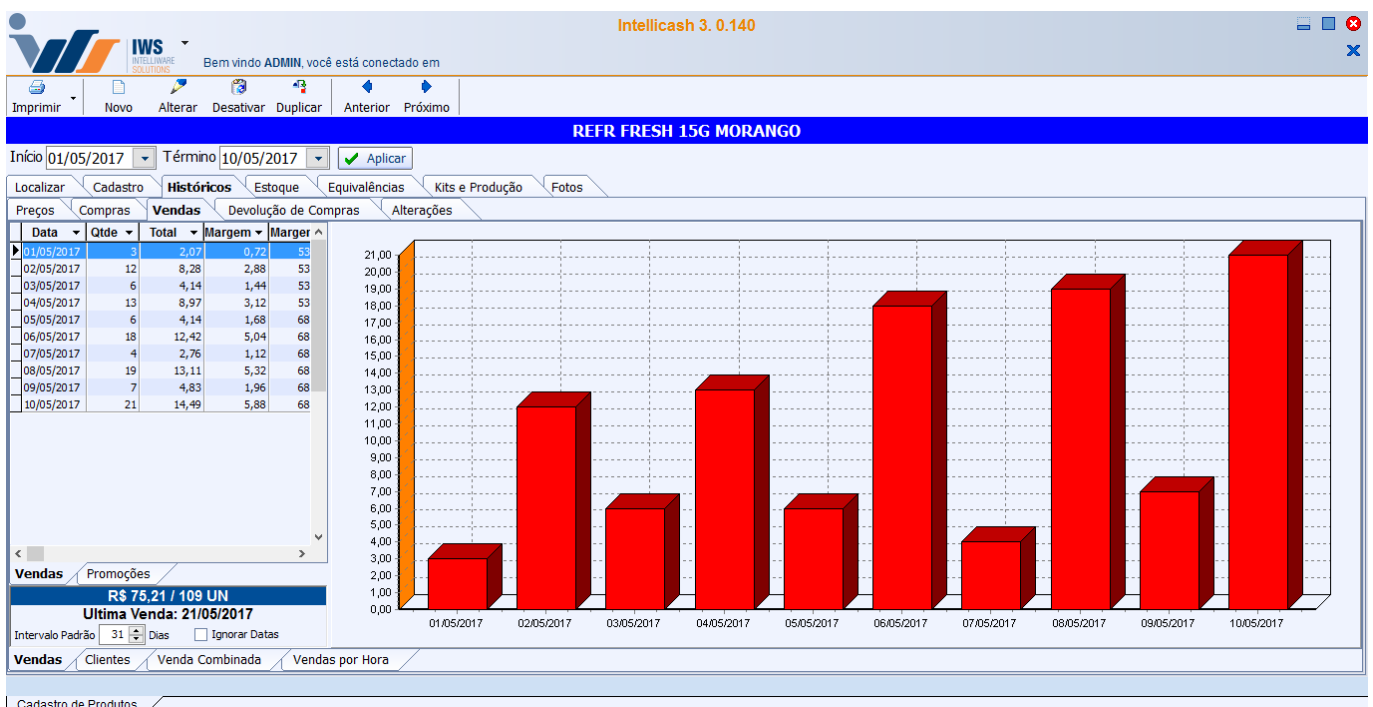 Intellicash 3. 0.140
IWS
INTELLIWARE
SOLUTIONS
Bem vindo ADMIN, você está conectado em
Imprimir Novo Alterar Desativar Duplicar Anterior Próximo
REFR FRESH 15G MORANGO
Início 01/05/2017 Término 10/05/2017 Aplicar
Localizar Cadastro Históricos Estoque Equivalências Kits e Produção Fotos
Preços Compras Vendas Devolução de Compras Alterações
Data Qtde Total Margem Marger
01/05/2017 3 2,07 0,72 53
02/05/2017 12 8,28 2,88 53
03/05/2017 6 4,14 1,44 53
04/05/2017 13 8,97 3,12 53
05/05/2017 6 4,14 1,68 68
06/05/2017 18 12,42 5,04 68
07/05/2017 4 2,76 1,12 68
08/05/2017 19 13,11 5,32 68
09/05/2017 7 4,83 1,96 68
10/05/2017 21 14,49 5,88 68
21,00
20,00
19,00
18,00
17,00
16,00
15,00
14,00
13,00
12,00
11,00
10,00
9,00
8,00
7,00
6,00
5,00
4,00
3,00
2,00
1,00
0,00
01/05/2017 02/05/2017 03/05/2017 04/05/2017 05/05/2017 06/05/2017 07/05/2017 08/05/2017 09/05/2017 10/05/2017
Vendas Promoções
R$ 75,21 / 109 UN
Ultima Venda: 21/05/2017
Intervalo Padrão 31 Dias Ignorar Datas
Vendas Clientes Venda Combinada Vendas por Hora
Cadastro de Produtos